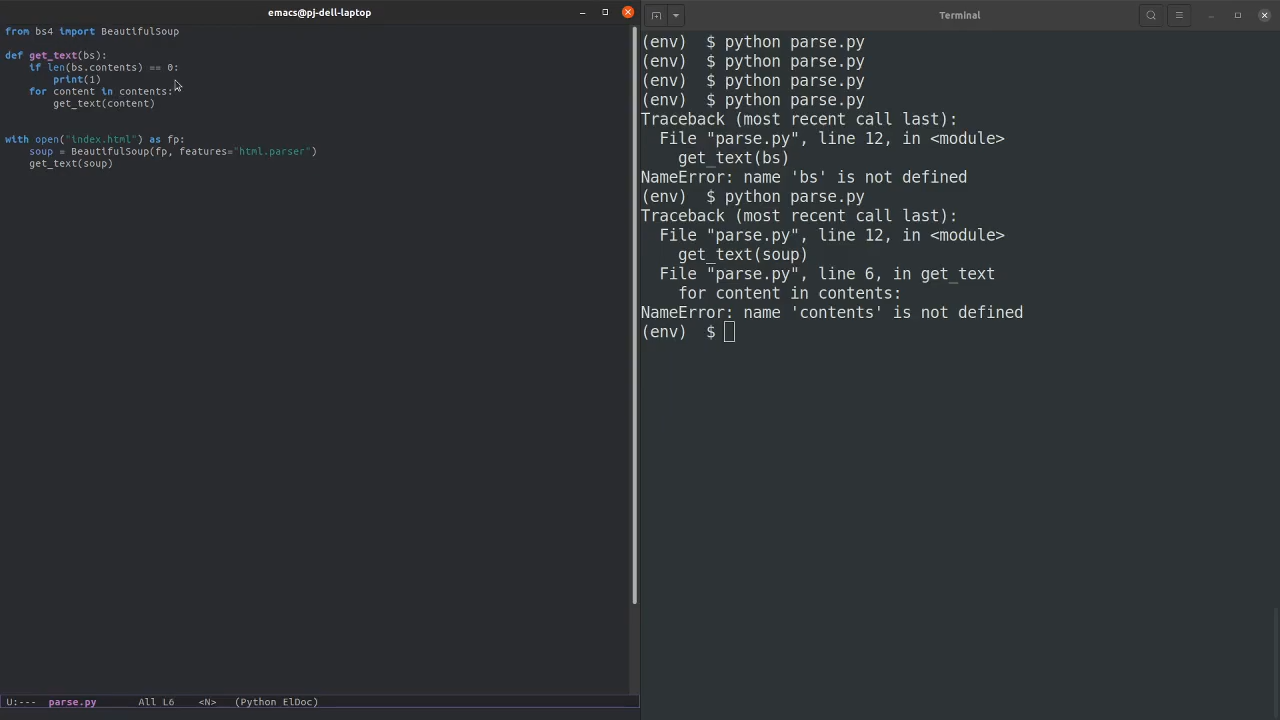 emacs@pj-dell-laptop
from bs4 import BeautifulSoup
def get_text(bs):
    if len(bs.contents) == 0:
        print(1)
    for content in contents:
        get_text(content)
with open("index.html") as fp:
    soup = BeautifulSoup(fp, features="html.parser")
    get_text(soup)
U:---  parse.py       All L6    <N>   (Python ElDoc)
Terminal
(env)  $ python parse.py
(env)  $ python parse.py
(env)  $ python parse.py
(env)  $ python parse.py
Traceback (most recent call last):
  File "parse.py", line 12, in <module>
    get_text(bs)
NameError: name 'bs' is not defined
(env)  $ python parse.py
Traceback (most recent call last):
  File "parse.py", line 12, in <module>
    get_text(soup)
  File "parse.py", line 6, in get_text
    for content in contents:
NameError: name 'contents' is not defined
(env)  $